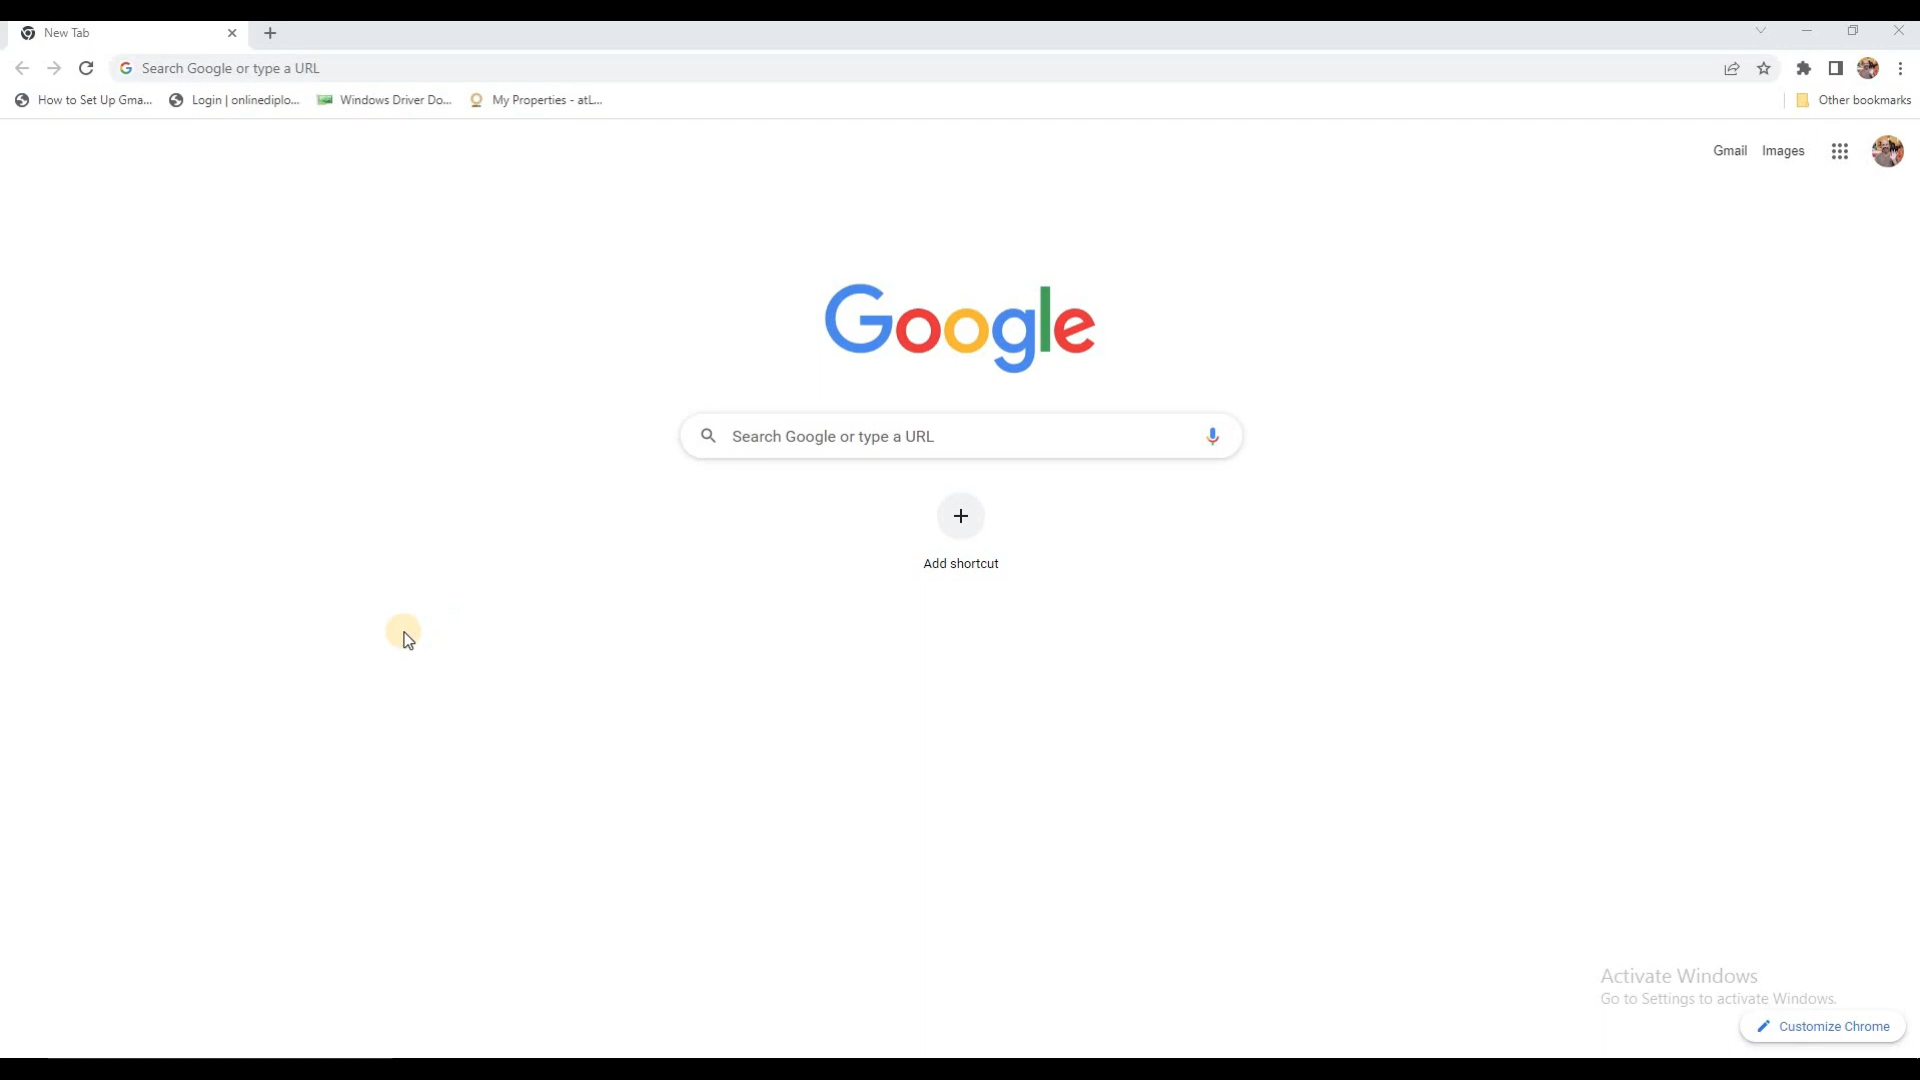 New Tab
Search Google or type a URL
How to Set Up Gma...
Login | onlinediplo...
Windows Driver Do...
My Properties - atL...
Other bookmarks
Gmail
Images
Google
Search Google or type a URL
Add shortcut
Activate Windows
Go to Settings to activate Windows.
Customize Chrome